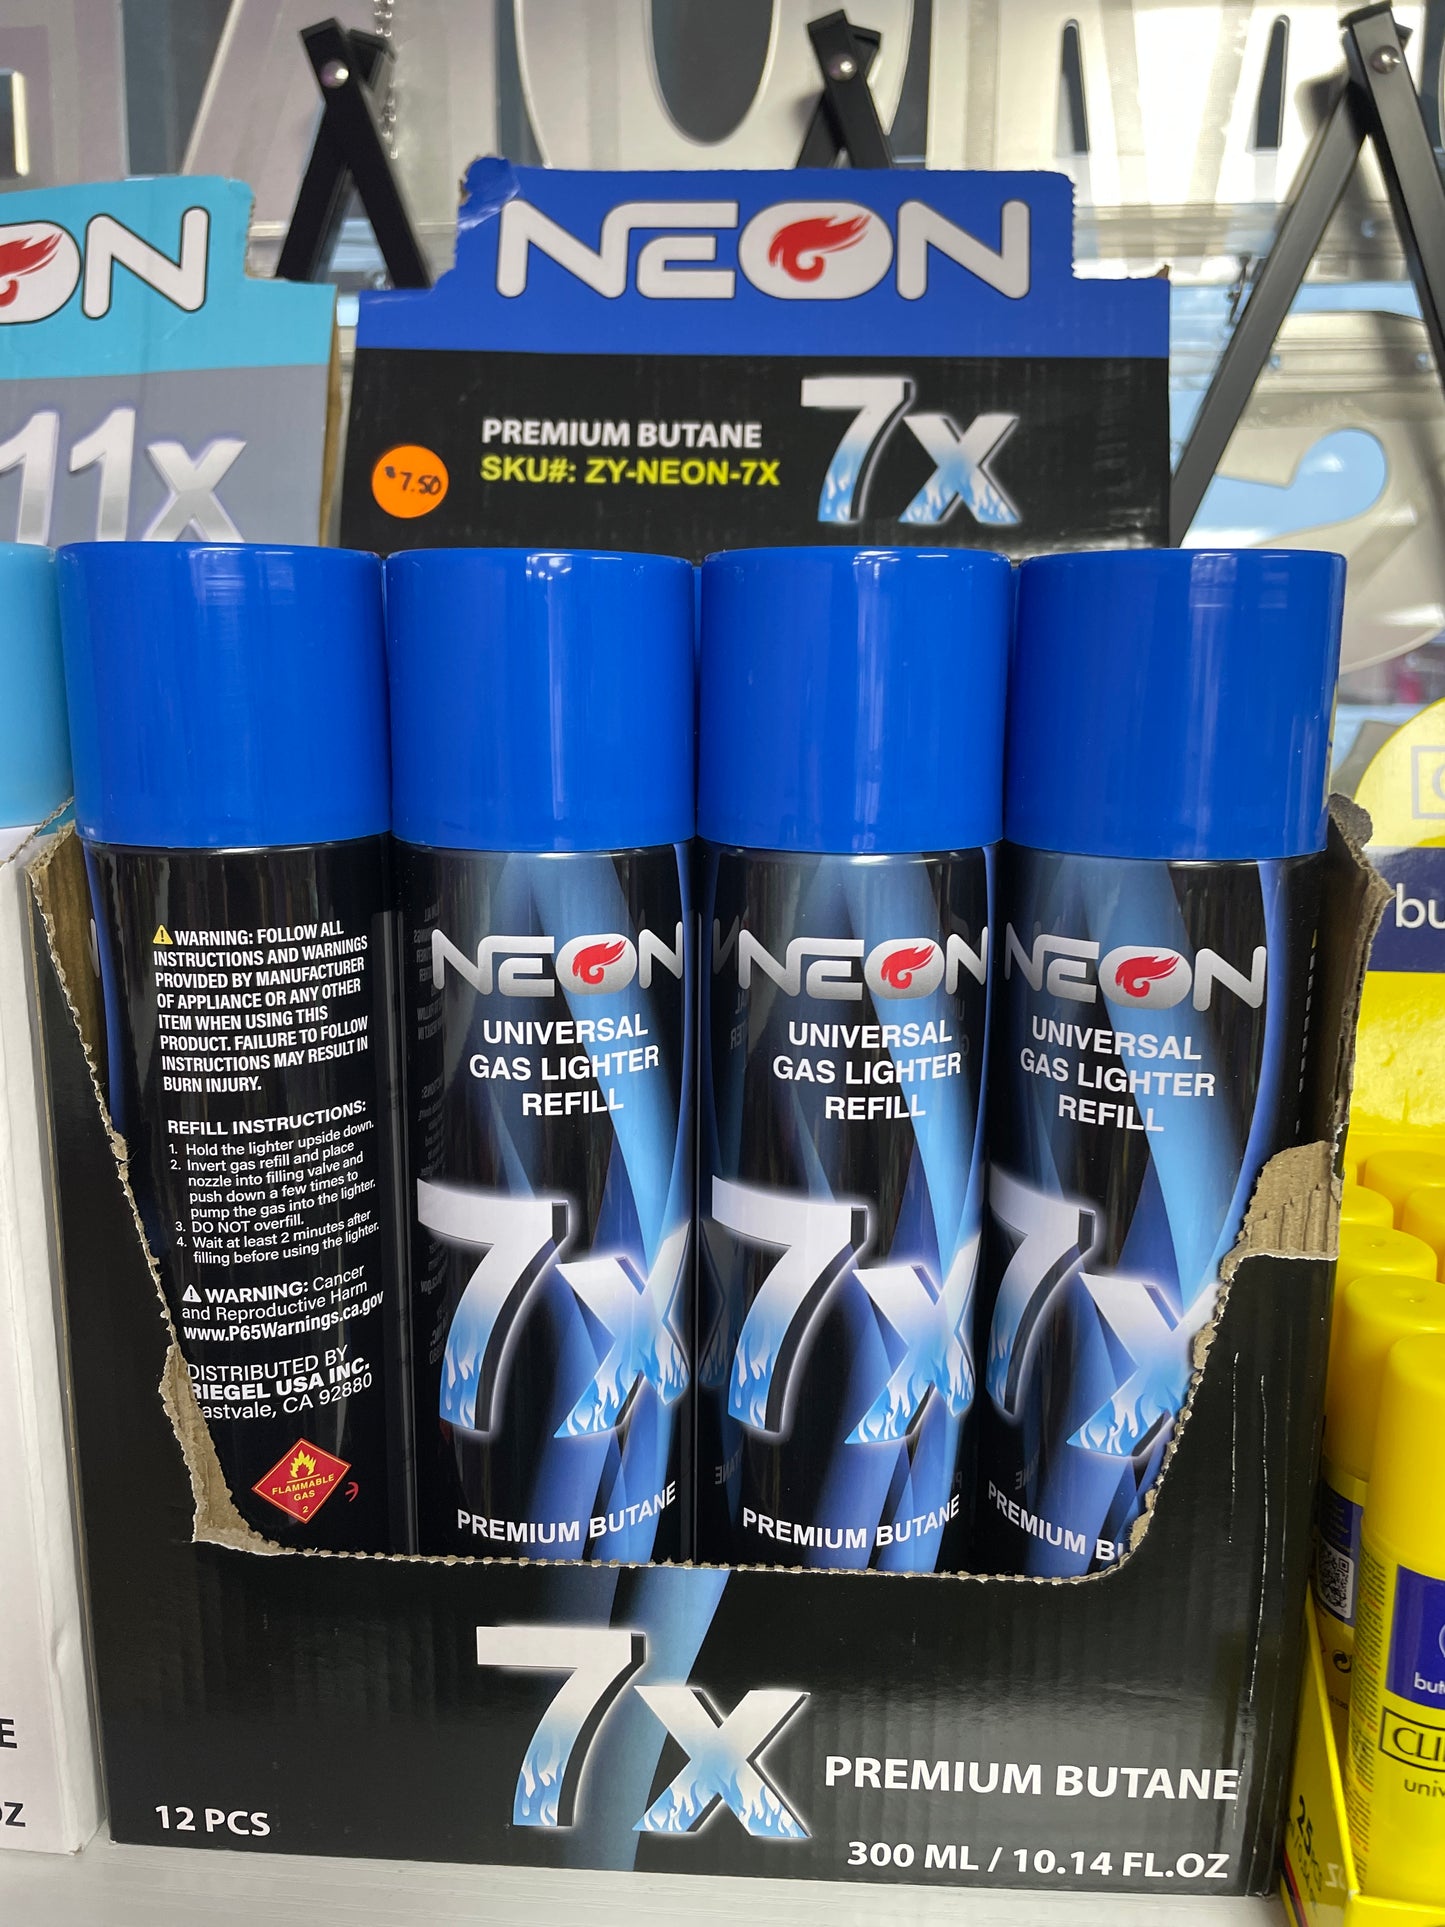 NEON
PREMIUM BUTANE
SKU#: ZY-NEON-7X
7X
$7.50
11X
WARNING: FOLLOW ALL
INSTRUCTIONS AND WARNINGS
PROVIDED BY MANUFACTURER
OF APPLIANCE OR ANY OTHER
ITEM WHEN USING THIS
PRODUCT. FAILURE TO FOLLOW
INSTRUCTIONS MAY RESULT IN
BURN INJURY.
REFILL INSTRUCTIONS:
1. Hold the lighter upside down.
2. Invert gas refill and place
nozzle into filling valve and
push down a few times to
pump the gas into the lighter.
3. DO NOT overfill.
4. Wait at least 2 minutes after
filling before using the lighter.
WARNING: Cancer
and Reproductive Harm
www.P65Warnings.ca.gov
DISTRIBUTED BY
RIEGEL USA INC.
astvale, CA 92880
FLAMMABLE
GAS
2
NEON
UNIVERSAL
GAS LIGHTER
REFILL
7X
PREMIUM BUTANE
NEON
UNIVERSAL
GAS LIGHTER
REFILL
7X
PREMIUM BUTANE
NEON
UNIVERSAL
GAS LIGHTER
REFILL
7X
PREMIUM BU
7X
PREMIUM BUTANE
12 PCS
300 ML / 10.14 FL.OZ